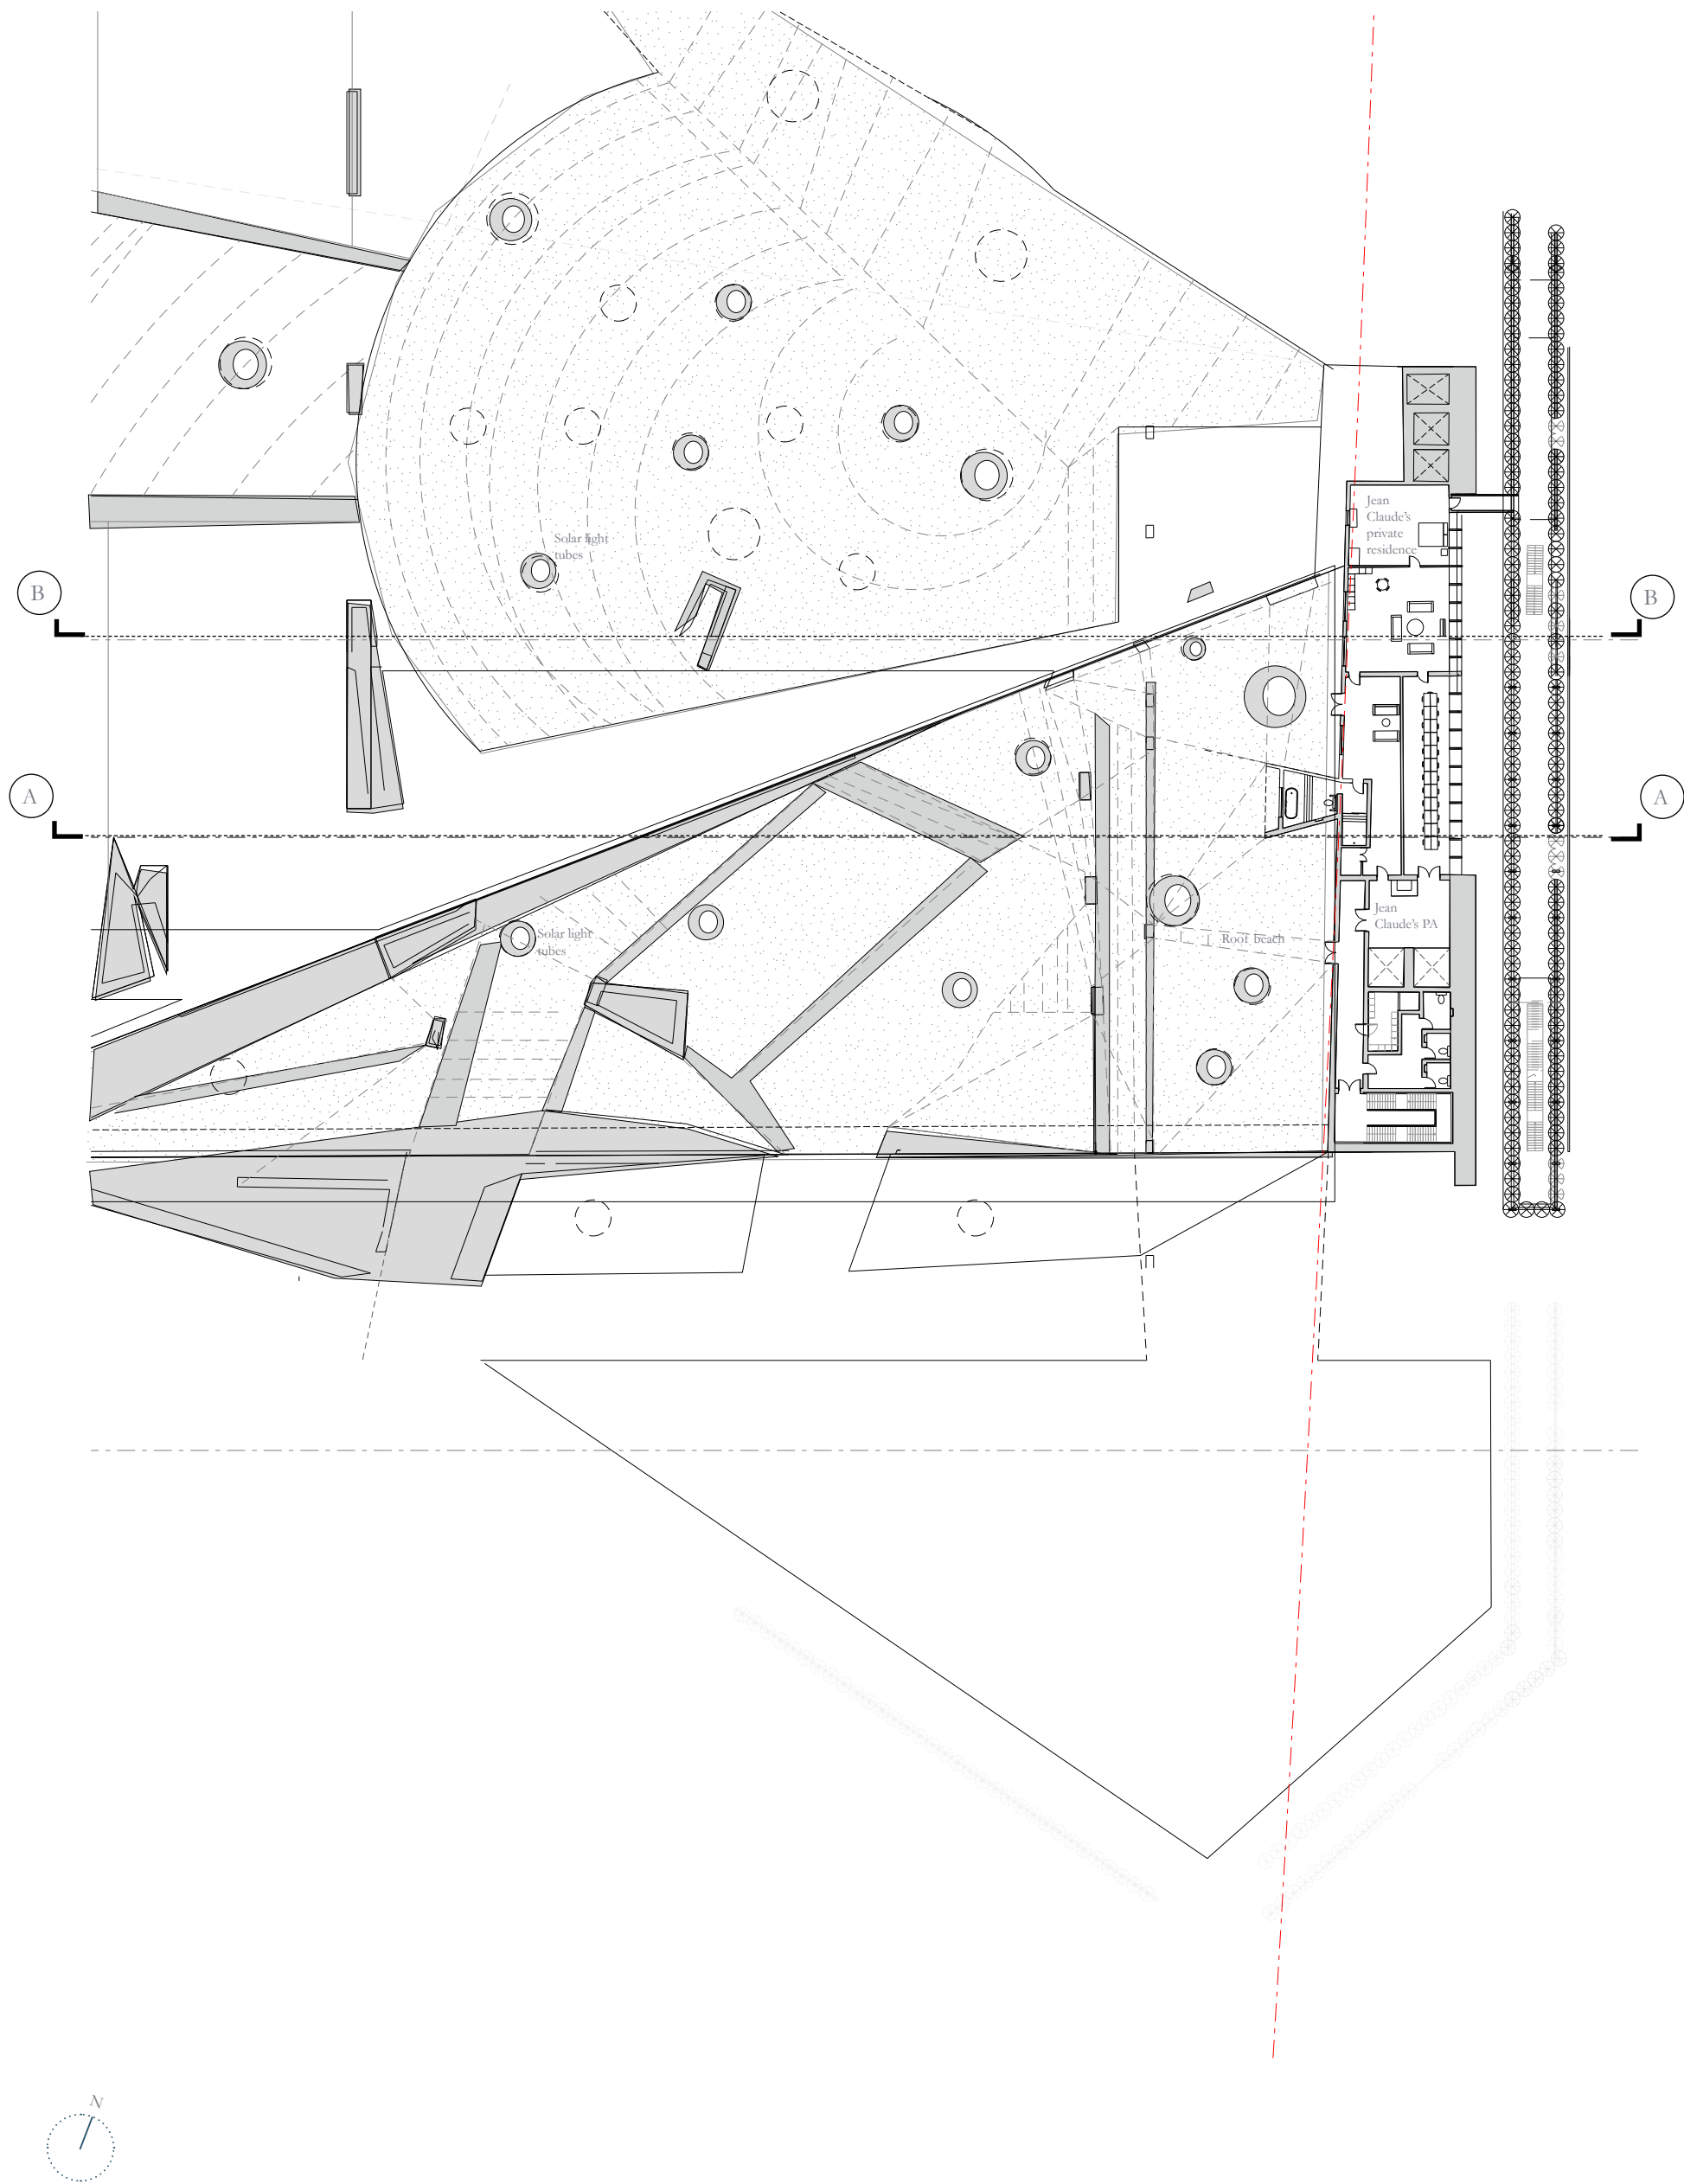 Jean
Claude's
private
residence
Solar light
tubes
B
B
A
A
Jean
Claude's PA
Solar light
tubes
Roof beach
N